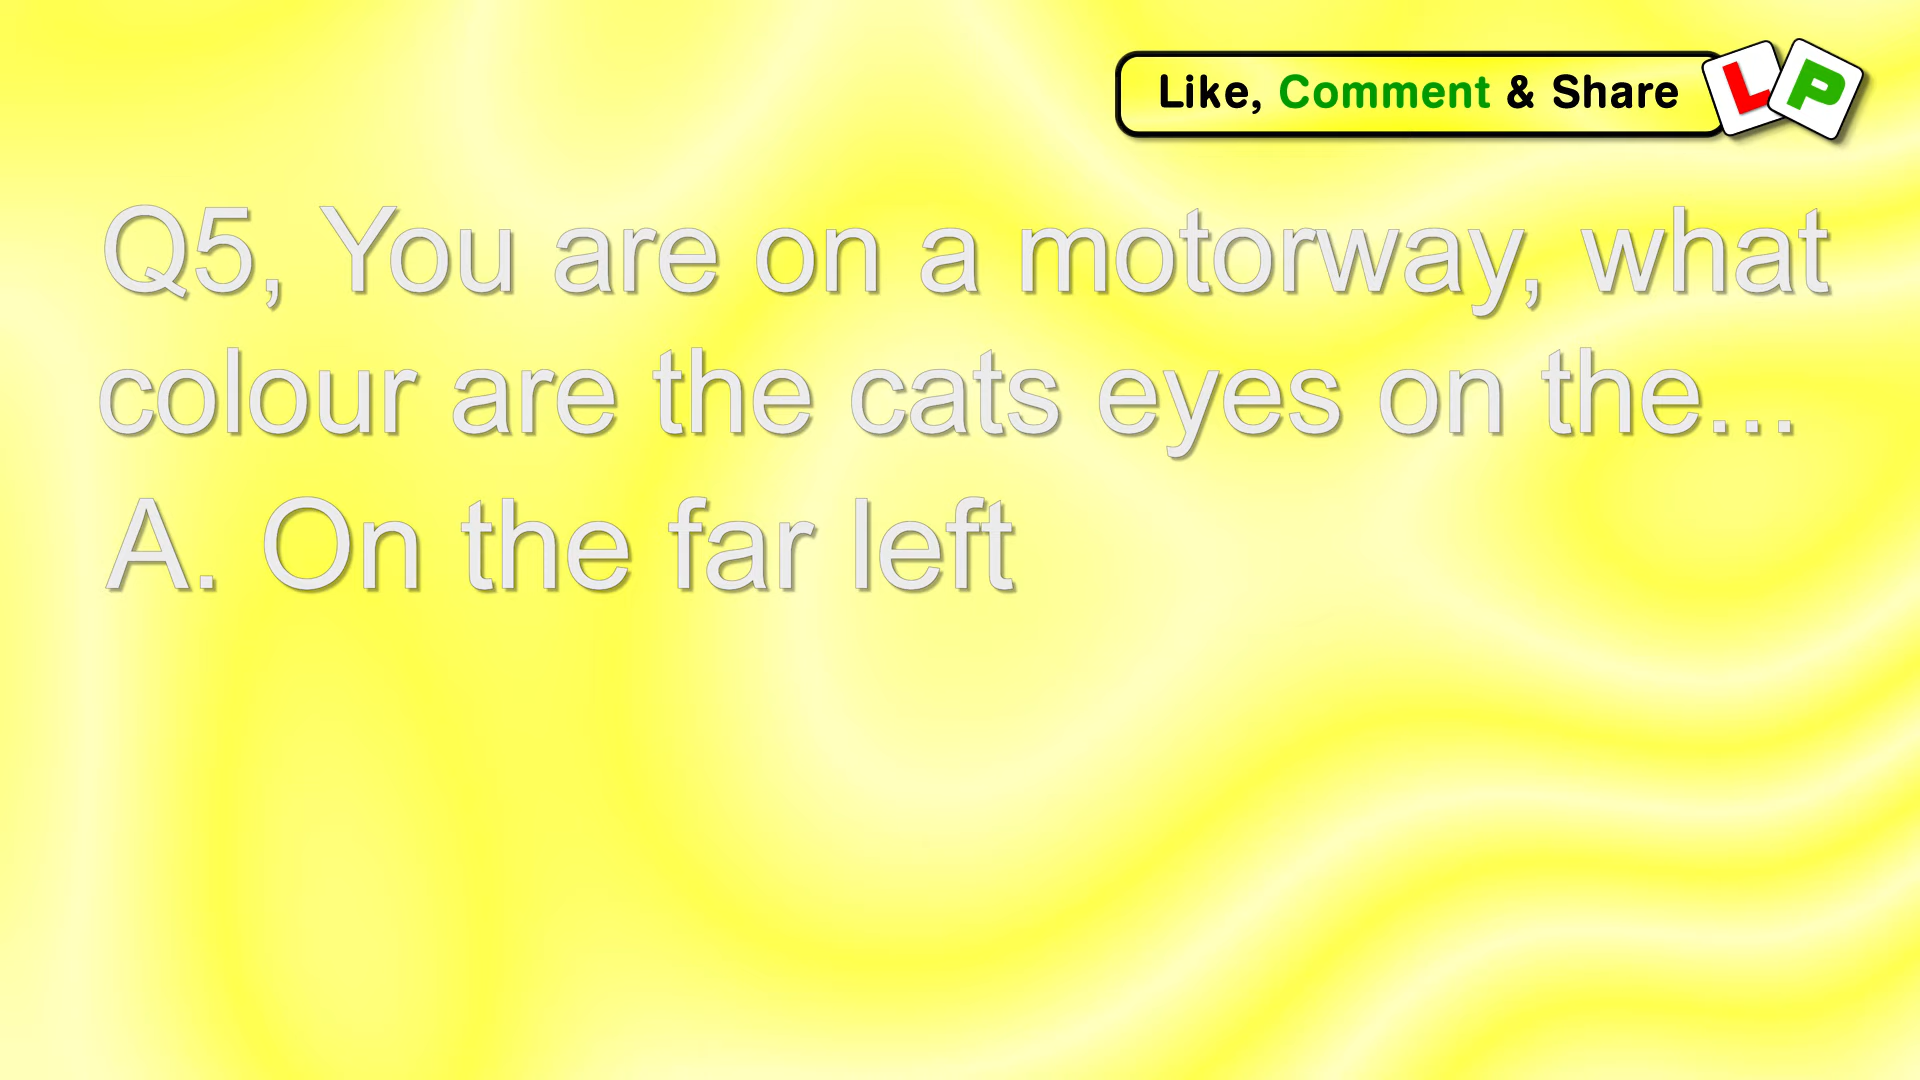 Like, Comment & Share LP
Q5, You are on a motorway, what
colour are the cats eyes on the...
A. On the far left